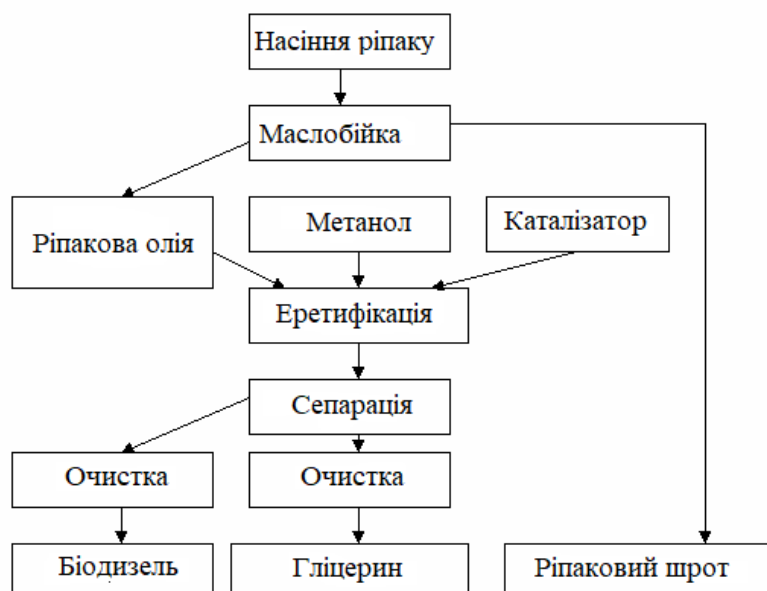 Насіння ріпаку
Маслобійка
Ріпакова олія
Метанол
Каталізатор
Еретифікація
Сепарація
Очистка
Очистка
Біодизель
Гліцерин
Ріпаковий шрот